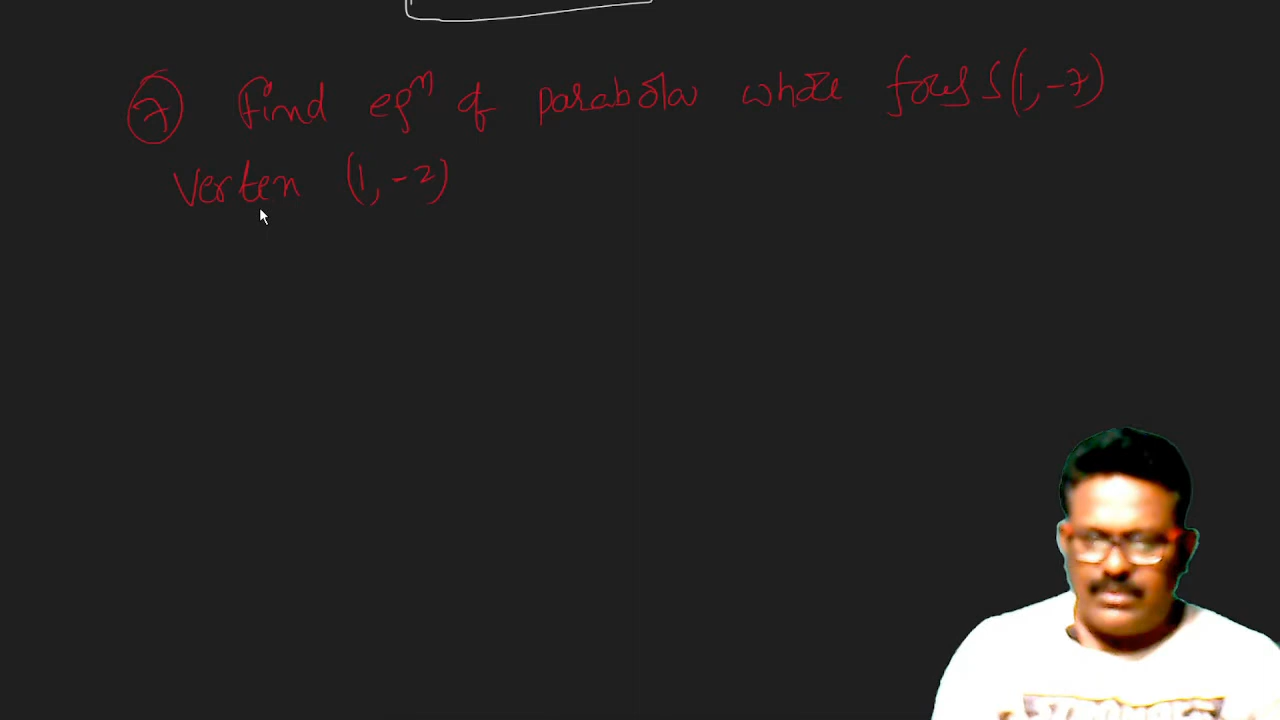 7 Find eqn of parabola whose focus S(1, -7)
Vertex (1, -2)